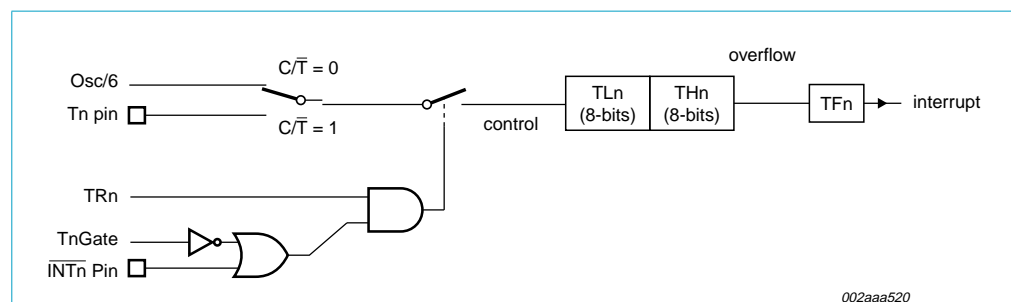 overflow
C/T̅ = 0
Osc/6
TLn
(8-bits)
THn
(8-bits)
TFn
interrupt
Tn pin
control
C/T̅ = 1
TRn
TnGate
I̅N̅T̅n̅ Pin
002aaa520